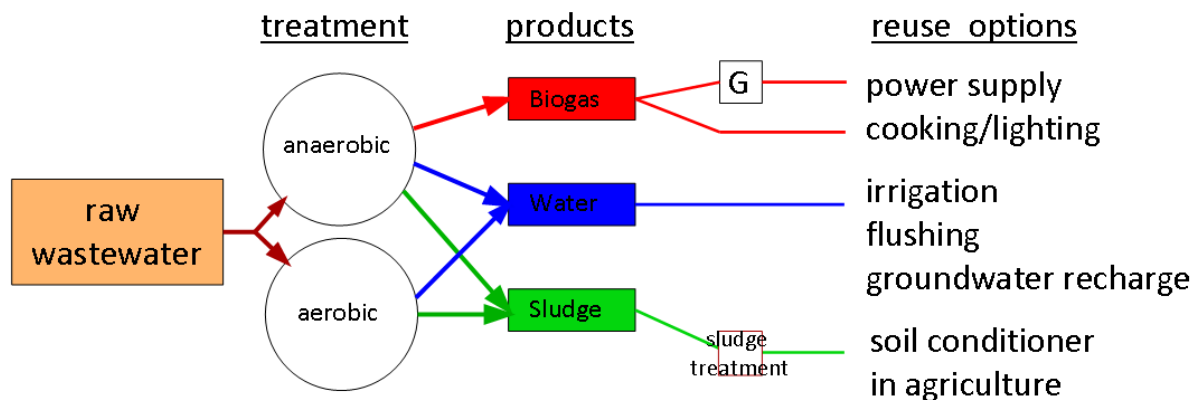 treatment
products
reuse options
raw
wastewater
anaerobic
aerobic
Biogas
Water
Sludge
G
sludge
treatment
power supply
cooking/lighting
irrigation
flushing
groundwater recharge
soil conditioner
in agriculture